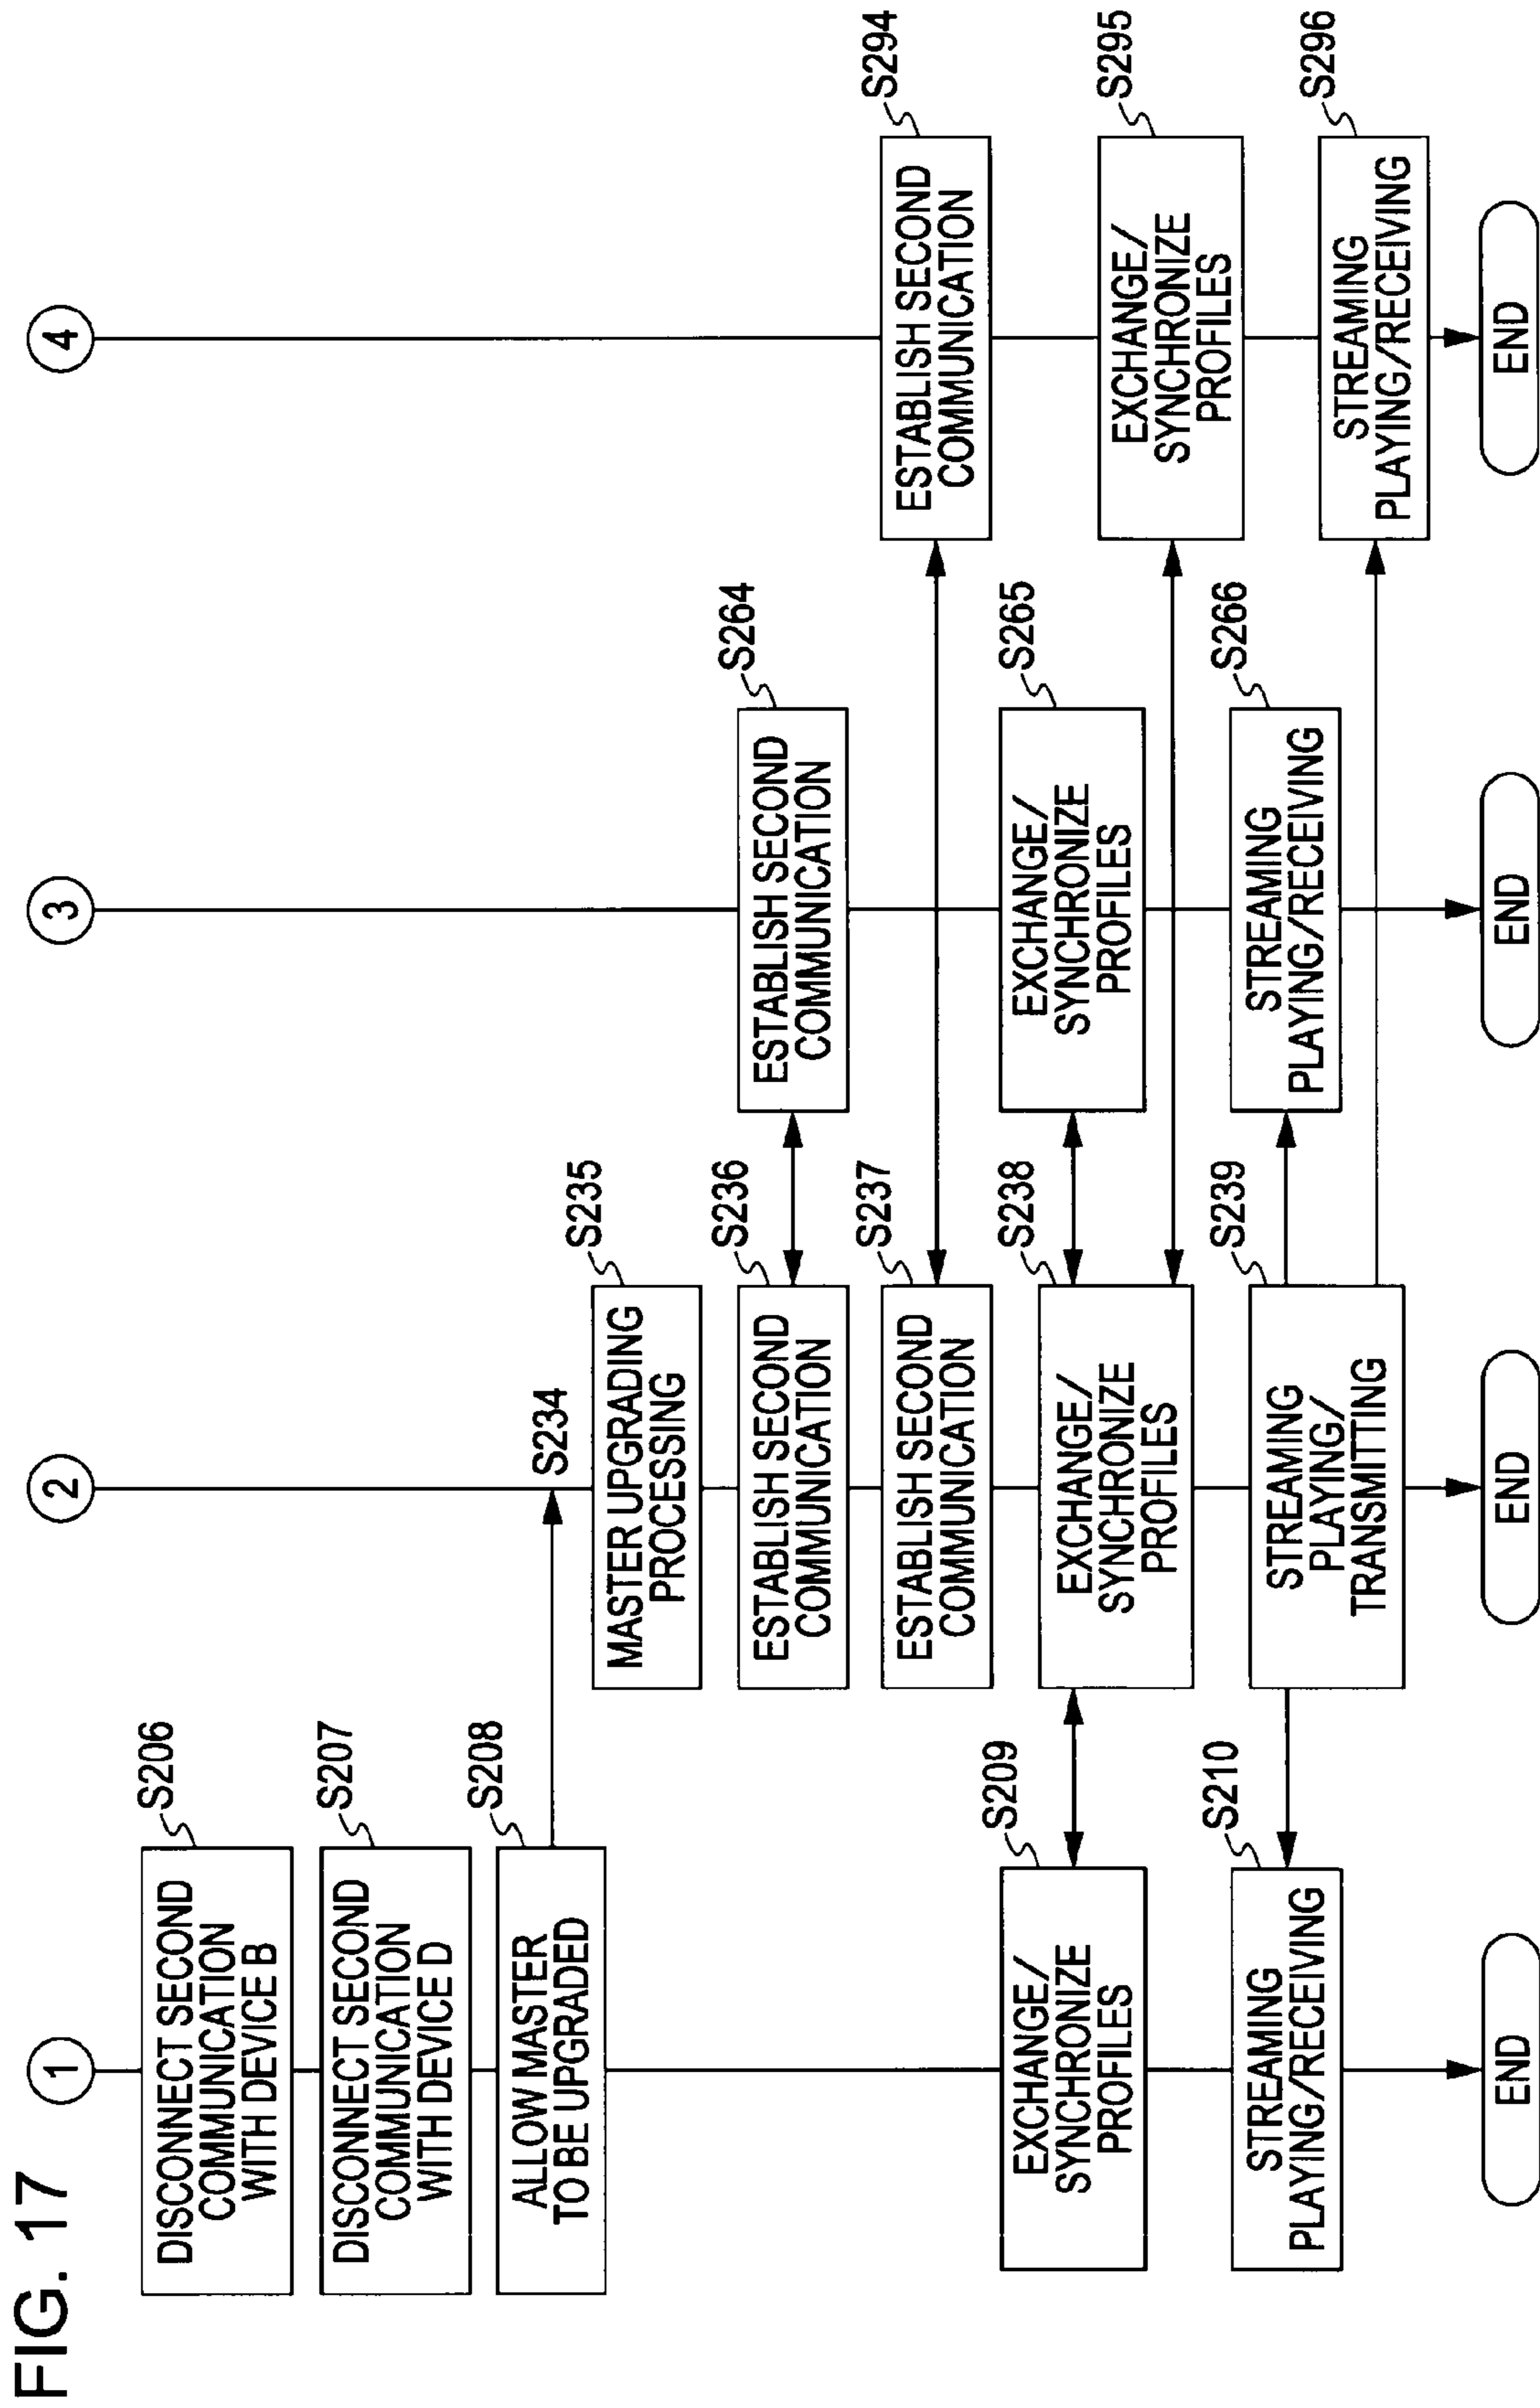 FIG. 17
1
DISCONNECT SECOND
COMMUNICATION
WITH DEVICE B
S206
DISCONNECT SECOND
COMMUNICATION
WITH DEVICE D
S207
ALLOW MASTER
TO BE UPGRADED
S208
EXCHANGE/
SYNCHRONIZE
PROFILES
S209
STREAMING
PLAYING/RECEIVING
S210
END
2
S234
MASTER UPGRADING
PROCESSING
S235
ESTABLISH SECOND
COMMUNICATION
S236
ESTABLISH SECOND
COMMUNICATION
S237
EXCHANGE/
SYNCHRONIZE
PROFILES
S238
STREAMING
PLAYING/
TRANSMITTING
S239
END
3
ESTABLISH SECOND
COMMUNICATION
S264
EXCHANGE/
SYNCHRONIZE
PROFILES
S265
STREAMING
PLAYING/RECEIVING
S266
END
4
ESTABLISH SECOND
COMMUNICATION
S294
EXCHANGE/
SYNCHRONIZE
PROFILES
S295
STREAMING
PLAYING/RECEIVING
S296
END